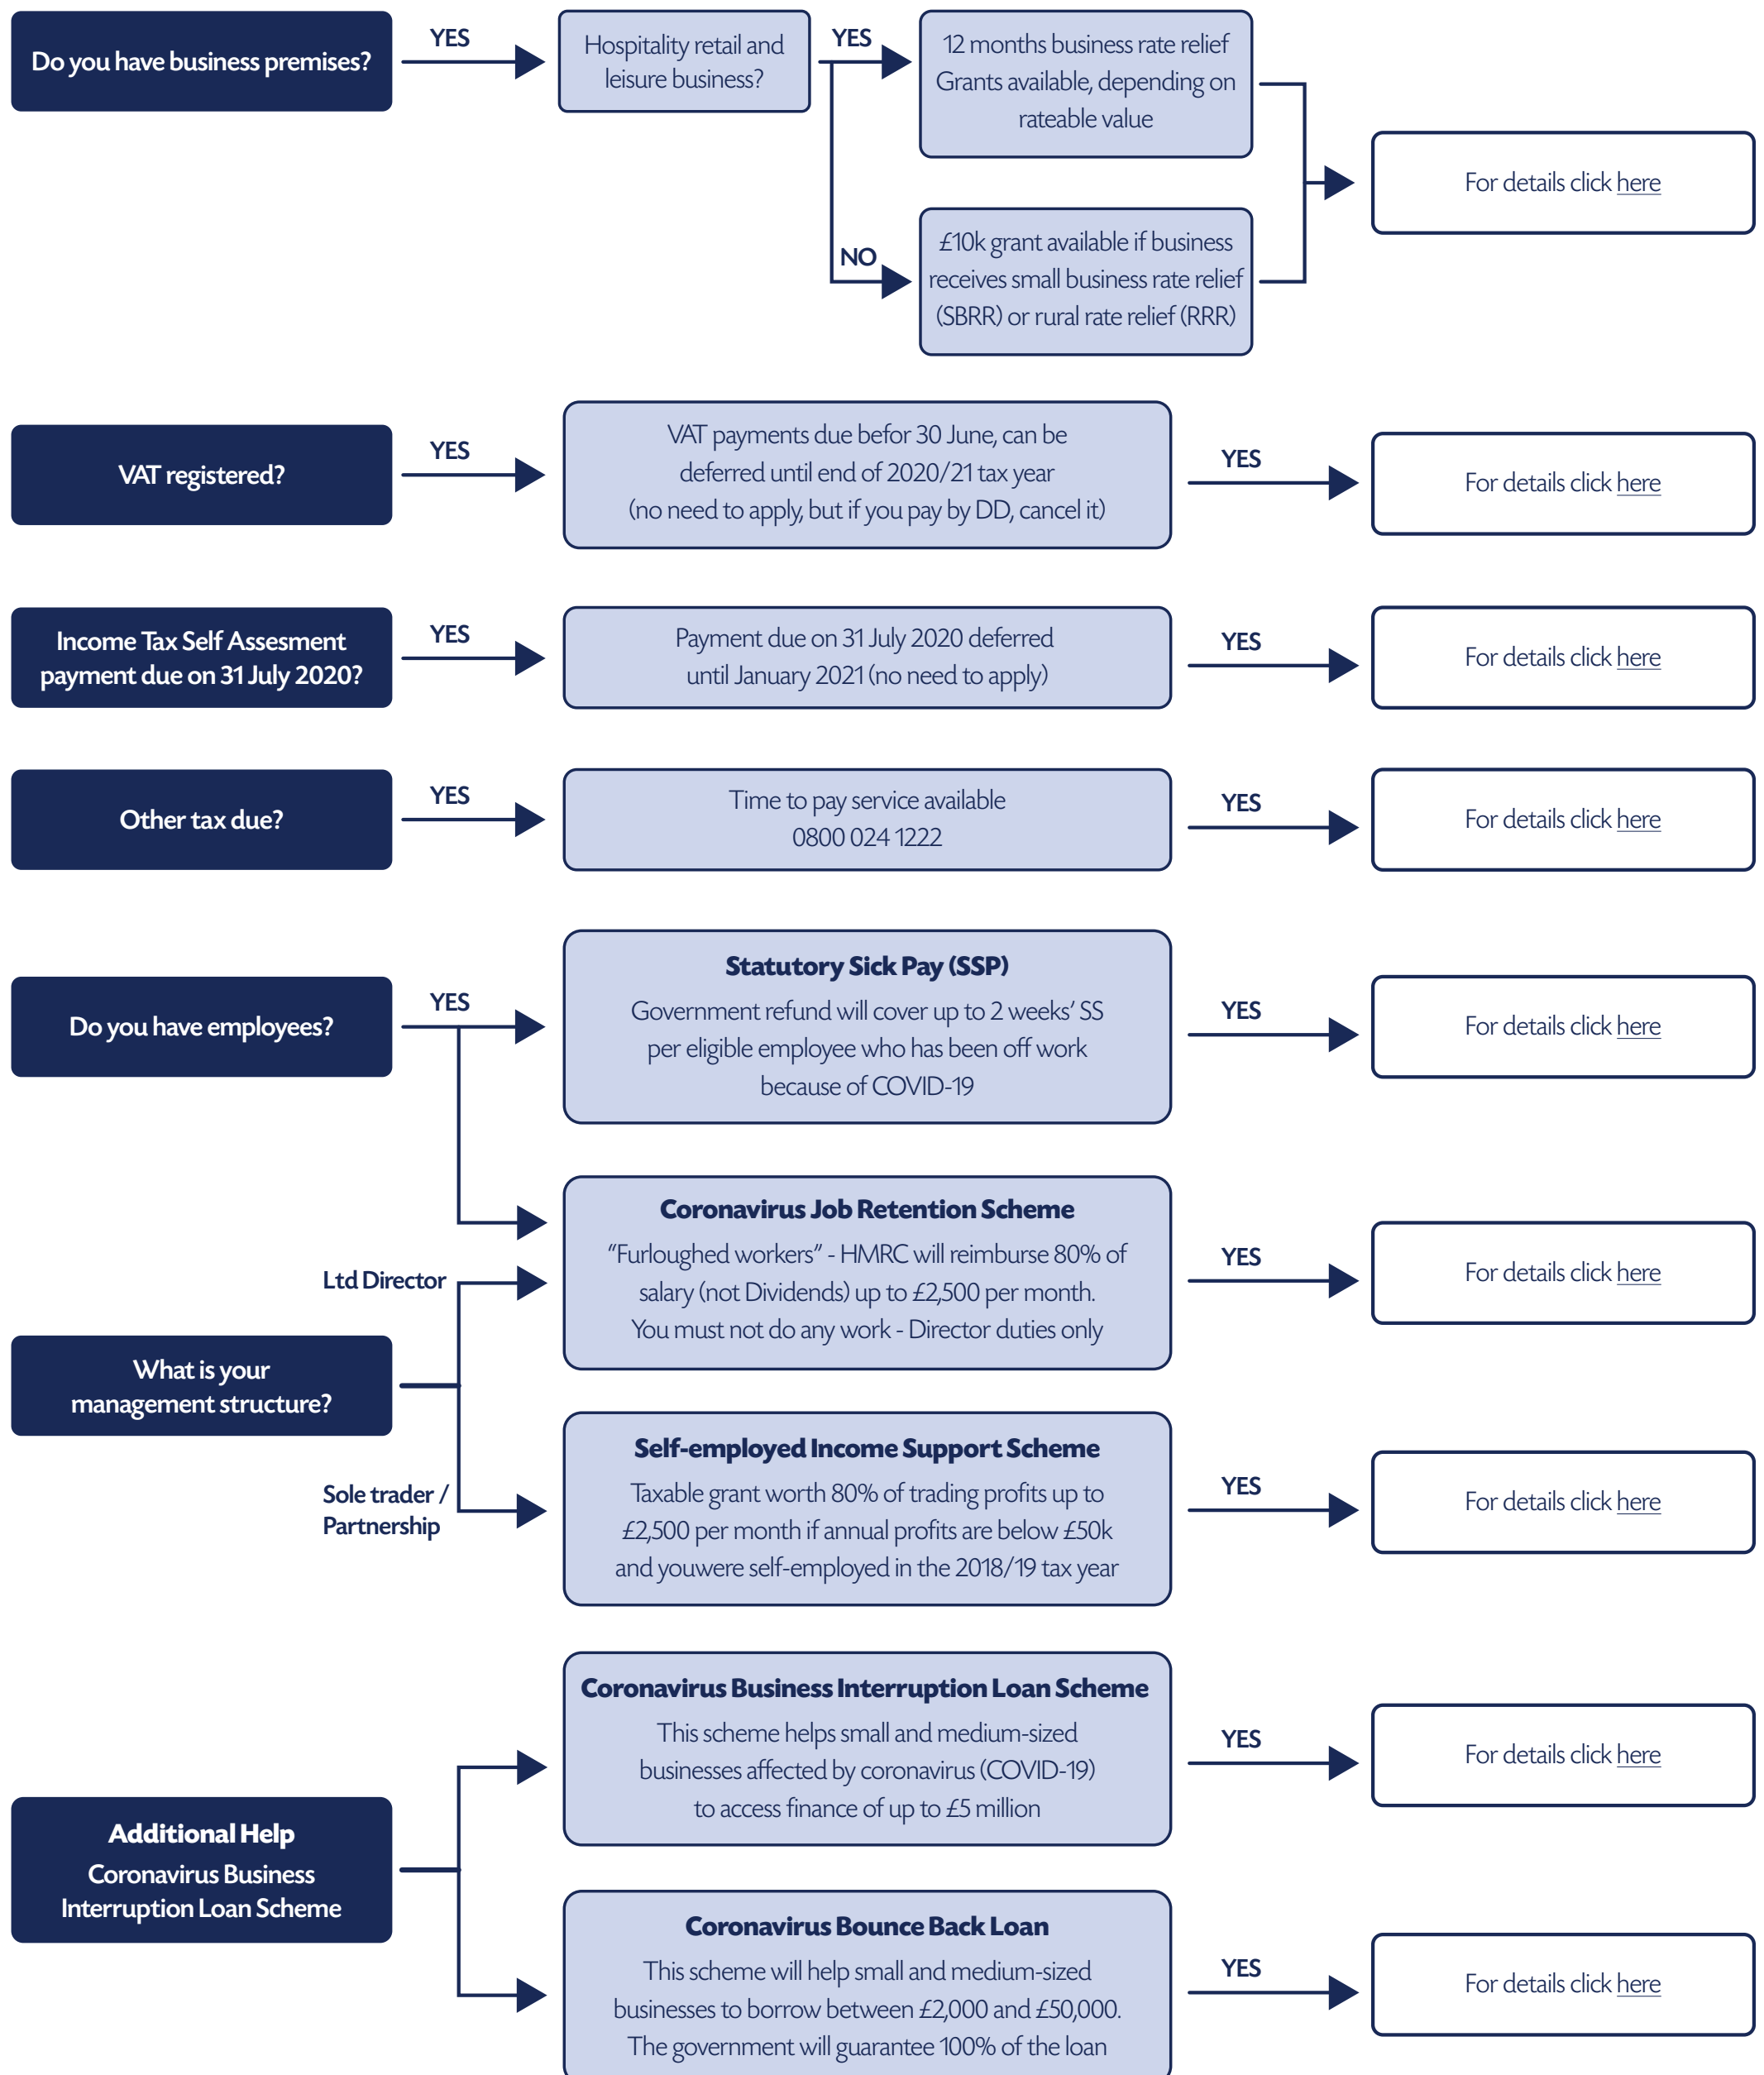 Do you have business premises?
YES
Hospitality retail and
leisure business?
YES
12 months business rate relief
Grants available, depending on
rateable value
NO
£10k grant available if business
receives small business rate relief
(SBRR) or rural rate relief (RRR)
For details click here
VAT registered?
YES
VAT payments due befor 30 June, can be
deferred until end of 2020/21 tax year
(no need to apply, but if you pay by DD, cancel it)
YES
For details click here
Income Tax Self Assesment
payment due on 31 July 2020?
YES
Payment due on 31 July 2020 deferred
until January 2021 (no need to apply)
YES
For details click here
Other tax due?
YES
Time to pay service available
0800 024 1222
YES
For details click here
Do you have employees?
YES
Statutory Sick Pay (SSP)
Government refund will cover up to 2 weeks’ SS
per eligible employee who has been off work
because of COVID-19
YES
For details click here
Coronavirus Job Retention Scheme
“Furloughed workers” - HMRC will reimburse 80% of
salary (not Dividends) up to £2,500 per month.
You must not do any work - Director duties only
YES
For details click here
Ltd Director
What is your
management structure?
Sole trader /
Partnership
Self-employed Income Support Scheme
Taxable grant worth 80% of trading profits up to
£2,500 per month if annual profits are below £50k
and youwere self-employed in the 2018/19 tax year
YES
For details click here
Additional Help
Coronavirus Business
Interruption Loan Scheme
Coronavirus Business Interruption Loan Scheme
This scheme helps small and medium-sized
businesses affected by coronavirus (COVID-19)
to access finance of up to £5 million
YES
For details click here
Coronavirus Bounce Back Loan
This scheme will help small and medium-sized
businesses to borrow between £2,000 and £50,000.
The government will guarantee 100% of the loan
YES
For details click here